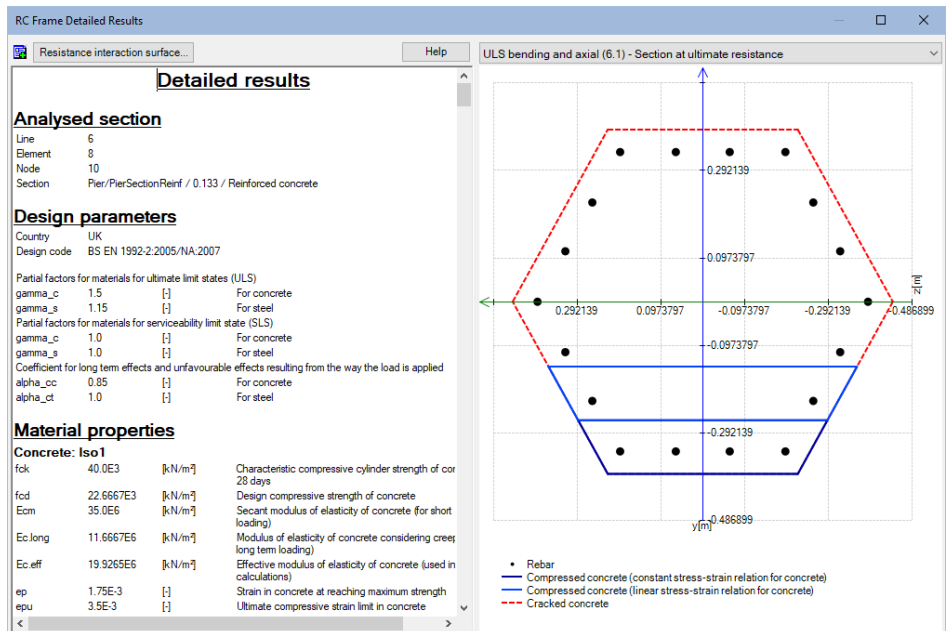 RC Frame Detailed Results
Resistance interaction surface...
Help
ULS bending and axial (6.1) - Section at ultimate resistance
Detailed results
Analysed section
Line 6
Element 8
Node 10
Section Pier/PierSectionReinf / 0.133 / Reinforced concrete
Design parameters
Country UK
Design code BS EN 1992-2:2005/NA:2007
Partial factors for materials for ultimate limit states (ULS)
gamma_c 1.5 [-] For concrete
gamma_s 1.15 [-] For steel
Partial factors for materials for serviceability limit state (SLS)
gamma_c 1.0 [-] For concrete
gamma_s 1.0 [-] For steel
Coefficient for long term effects and unfavourable effects resulting from the way the load is applied
alpha_cc 0.85 [-] For concrete
alpha_ct 1.0 [-] For steel
Material properties
Concrete: Iso1
fck 40.0E3 [kN/m²] Characteristic compressive cylinder strength of cor
28 days
fcd 22.6667E3 [kN/m²] Design compressive strength of concrete
Ecm 35.0E6 [kN/m²] Secant modulus of elasticity of concrete (for short
loading)
Ec.long 11.6667E6 [kN/m²] Modulus of elasticity of concrete considering creep
long term loading)
Ec.eff 19.9265E6 [kN/m²] Effective modulus of elasticity of concrete (used in
calculations)
ep 1.75E-3 [-] Strain in concrete at reaching maximum strength
epu 3.5E-3 [-] Ultimate compressive strain limit in concrete
0.292139
0.0973797
z[m]
0.292139 0.0973797 -0.0973797 -0.292139 -0.486899
-0.0973797
-0.292139
-0.486899
y[m]
Rebar
Compressed concrete (constant stress-strain relation for concrete)
Compressed concrete (linear stress-strain relation for concrete)
Cracked concrete